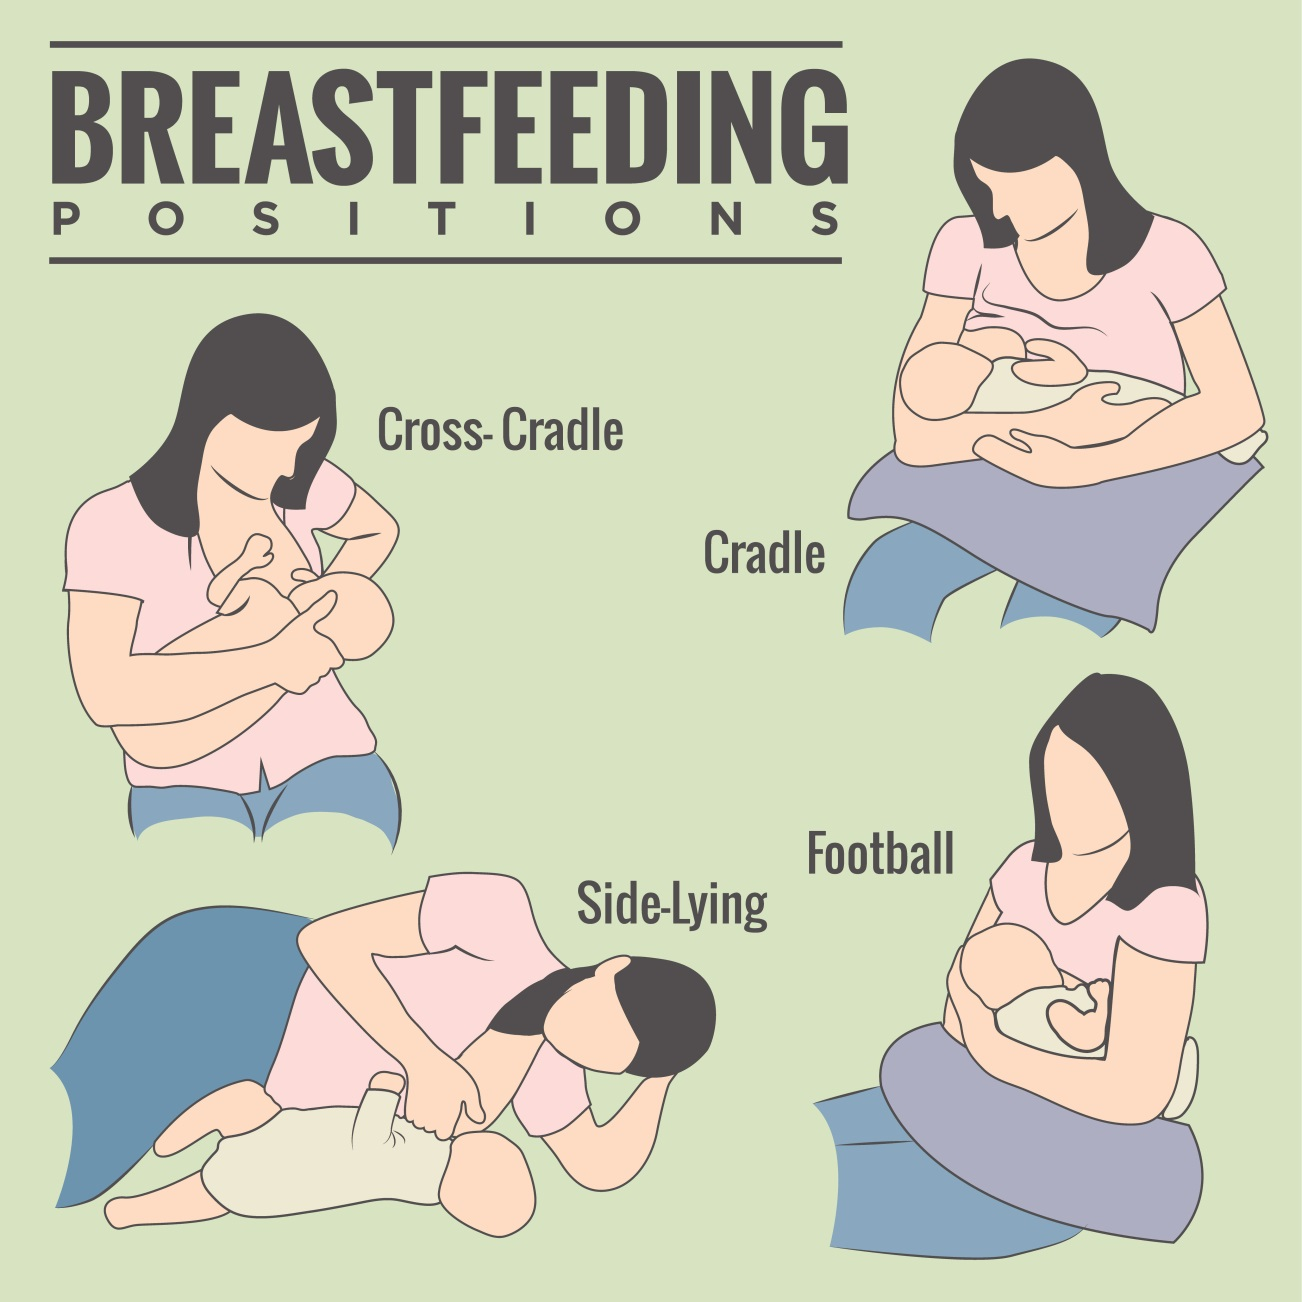 BREASTFEEDING
POSITIONS
Cross- Cradle
Cradle
Football
Side-Lying